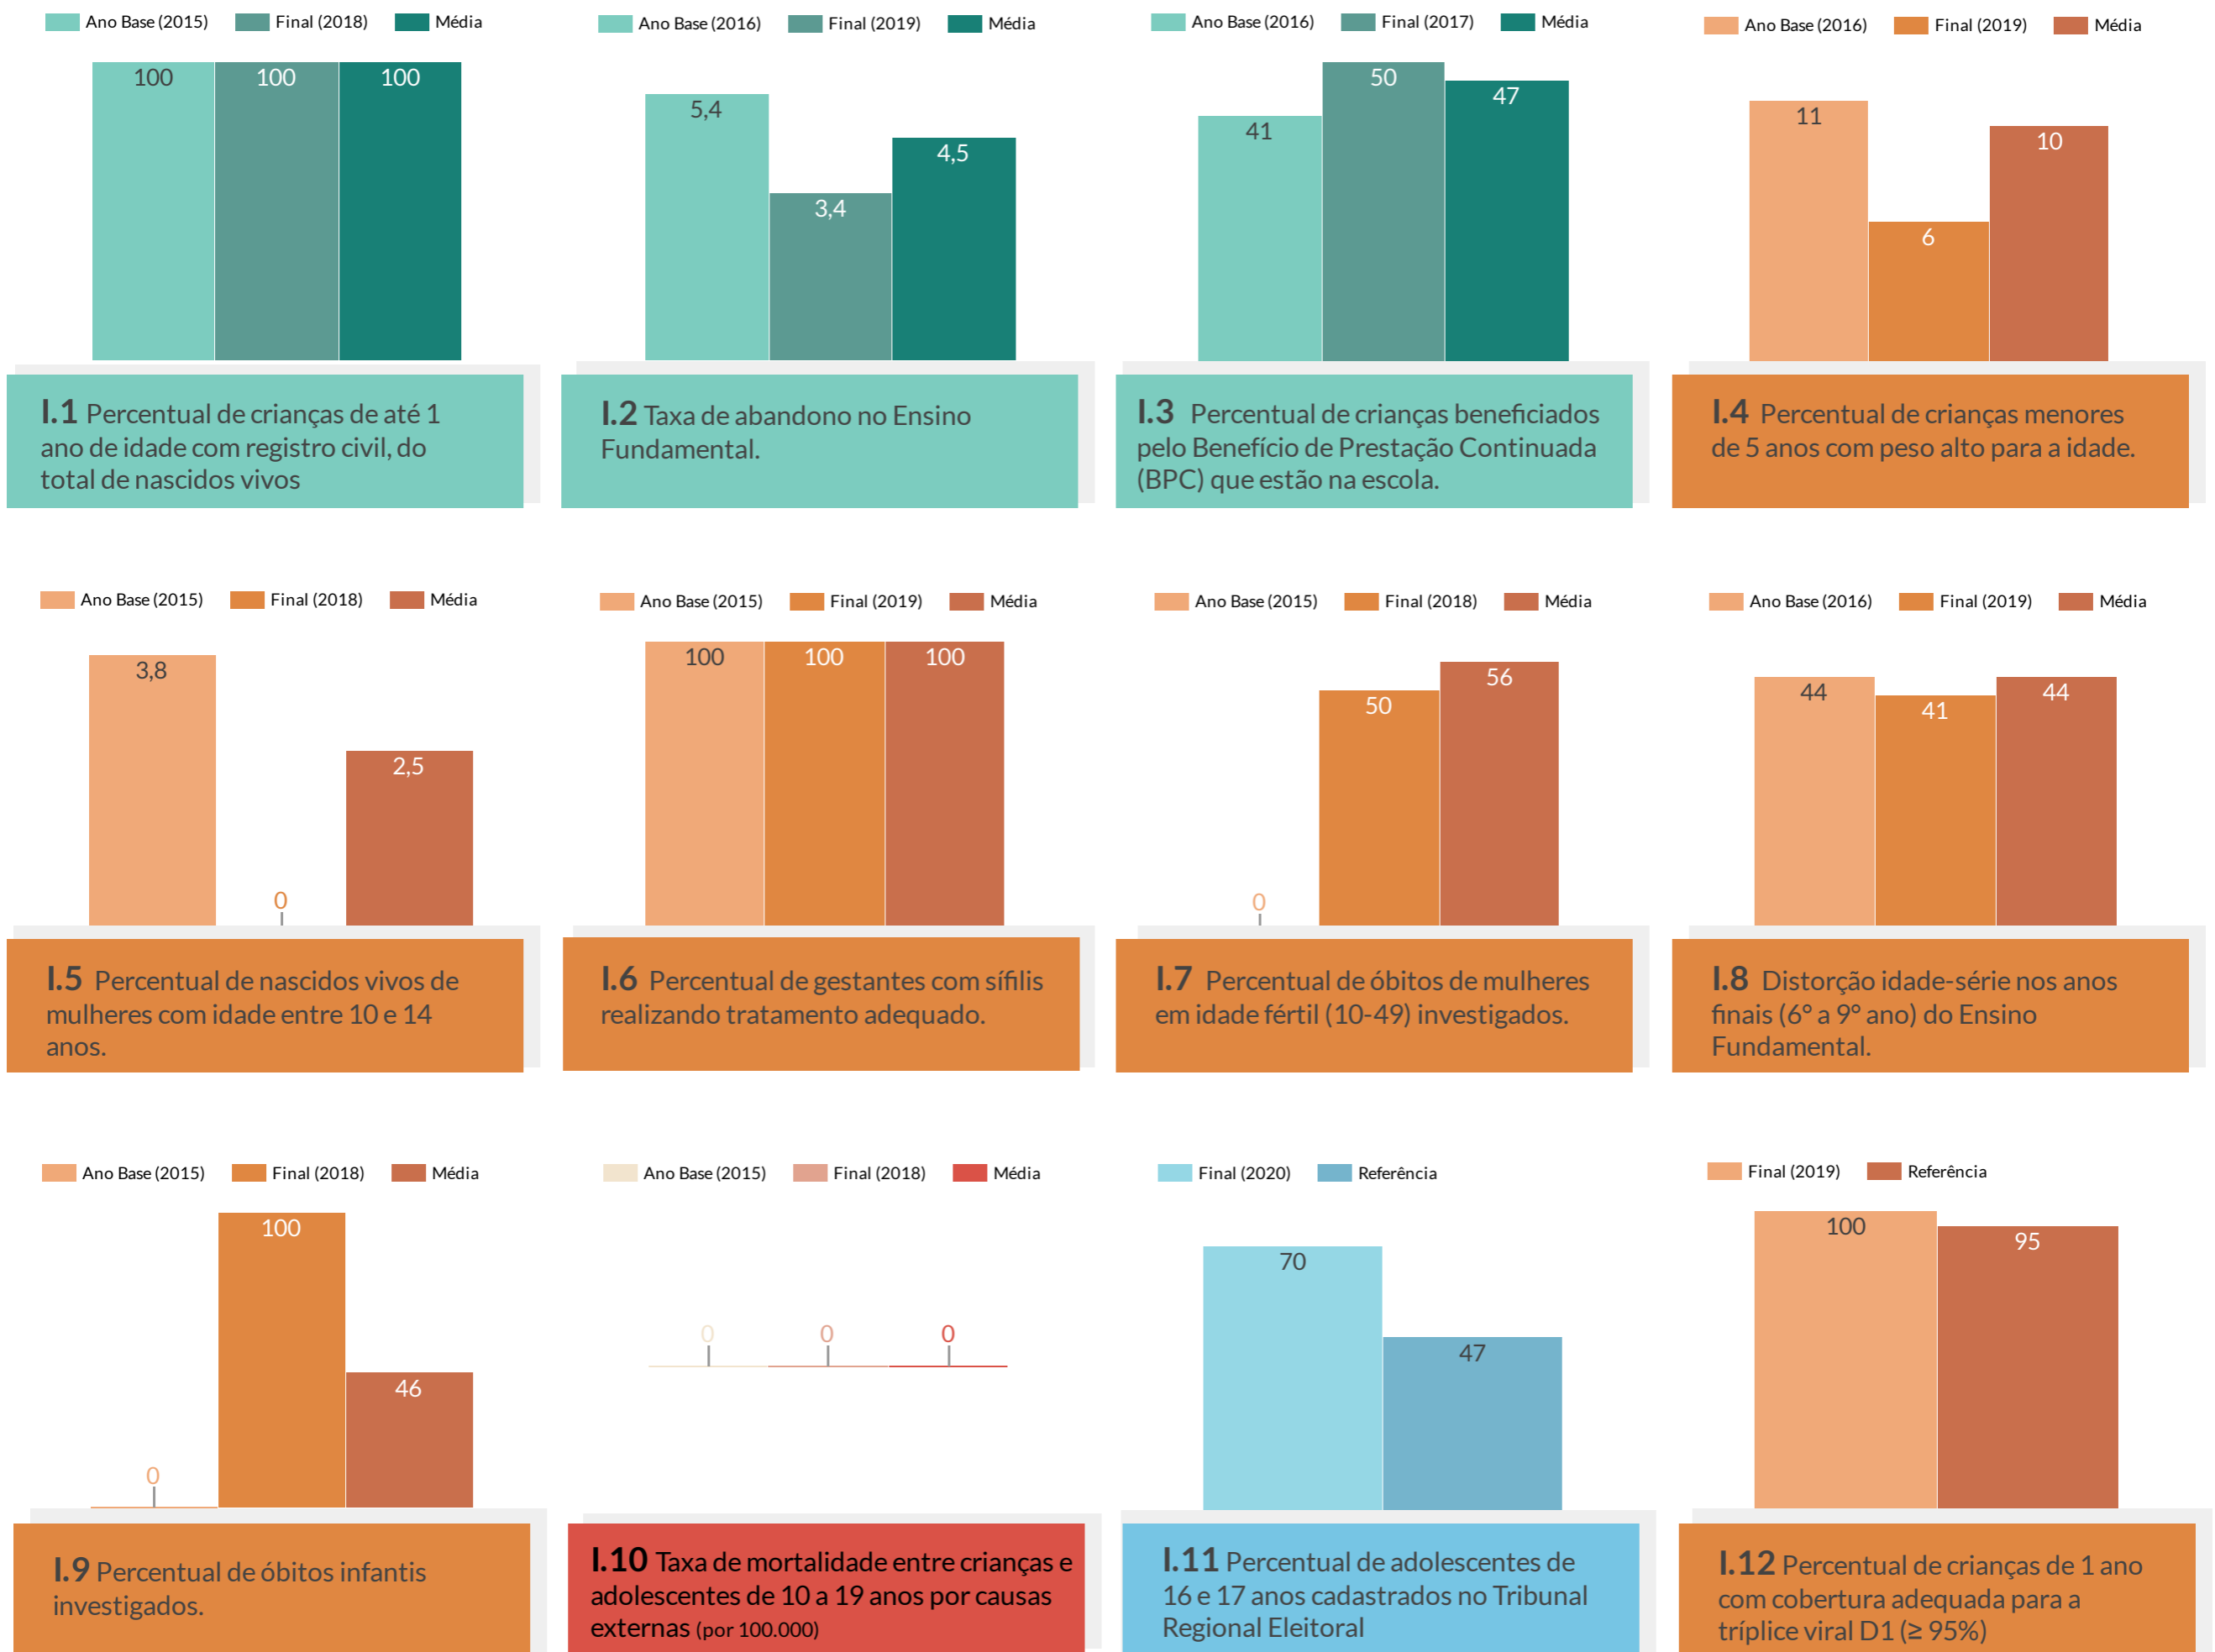 Ano Base (2015) Final (2018) Média
100 100 100
I.1 Percentual de crianças de até 1
ano de idade com registro civil, do
total de nascidos vivos
Ano Base (2016) Final (2019) Média
5,4 3,4 4,5
I.2 Taxa de abandono no Ensino
Fundamental.
Ano Base (2016) Final (2017) Média
41 50 47
I.3 Percentual de crianças beneficiados
pelo Benefício de Prestação Continuada
(BPC) que estão na escola.
Ano Base (2016) Final (2019) Média
11 6 10
I.4 Percentual de crianças menores
de 5 anos com peso alto para a idade.
Ano Base (2015) Final (2018) Média
3,8 0 2,5
I.5 Percentual de nascidos vivos de
mulheres com idade entre 10 e 14
anos.
Ano Base (2015) Final (2019) Média
100 100 100
I.6 Percentual de gestantes com sífilis
realizando tratamento adequado.
Ano Base (2015) Final (2018) Média
0 50 56
I.7 Percentual de óbitos de mulheres
em idade fértil (10-49) investigados.
Ano Base (2016) Final (2019) Média
44 41 44
I.8 Distorção idade-série nos anos
finais (6° a 9° ano) do Ensino
Fundamental.
Ano Base (2015) Final (2018) Média
0 100 46
I.9 Percentual de óbitos infantis
investigados.
Ano Base (2015) Final (2018) Média
0 0 0
I.10 Taxa de mortalidade entre crianças e
adolescentes de 10 a 19 anos por causas
externas (por 100.000)
Final (2020) Referência
70 47
I.11 Percentual de adolescentes de
16 e 17 anos cadastrados no Tribunal
Regional Eleitoral
Final (2019) Referência
100 95
I.12 Percentual de crianças de 1 ano
com cobertura adequada para a
tríplice viral D1 (≥ 95%)